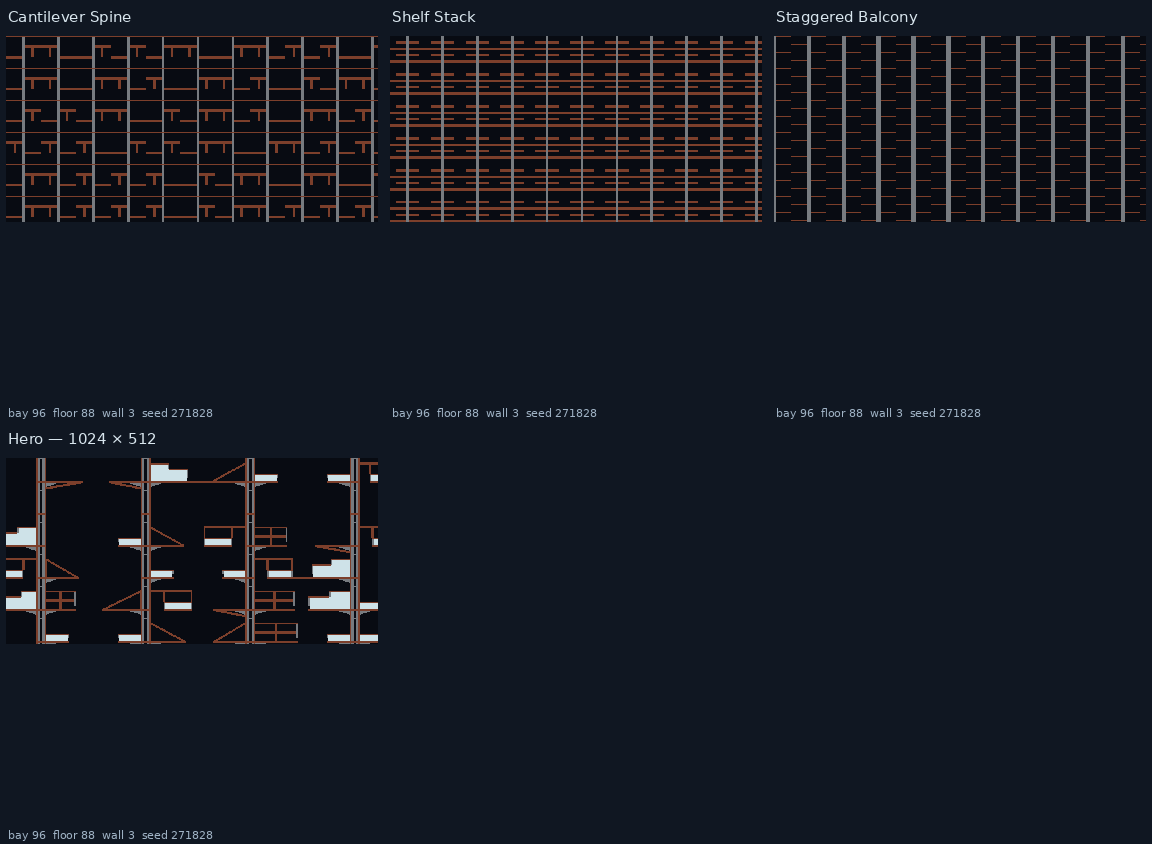 Cantilever Spine
Shelf Stack
Staggered Balcony
bay 96 floor 88 wall 3 seed 271828
bay 96 floor 88 wall 3 seed 271828
bay 96 floor 88 wall 3 seed 271828
Hero — 1024 × 512
bay 96 floor 88 wall 3 seed 271828